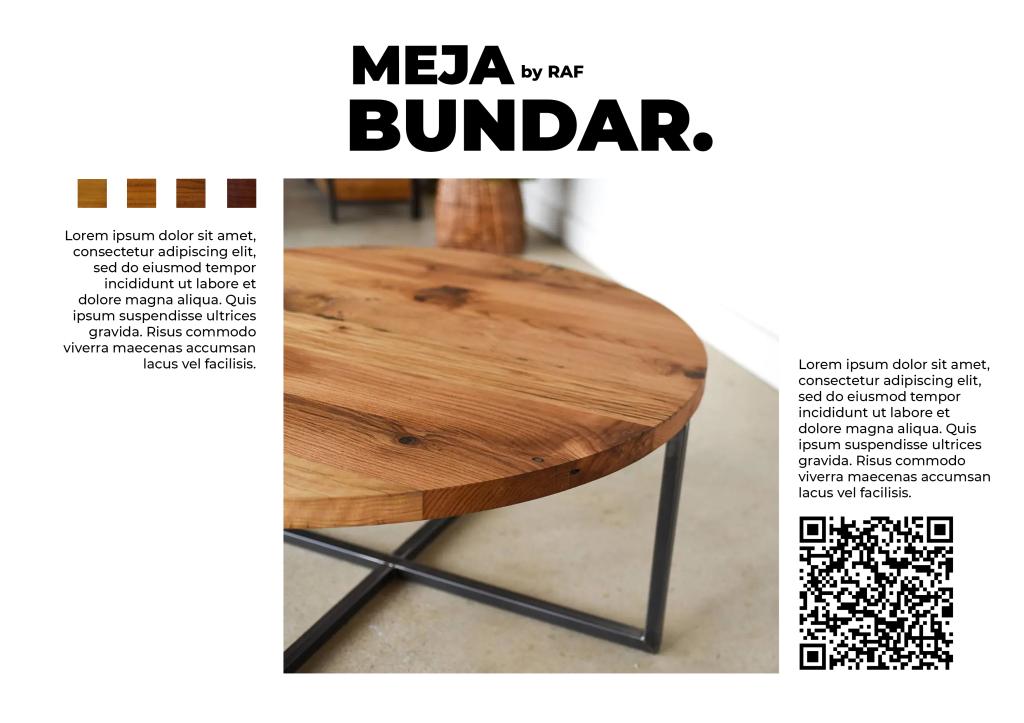 MEJA by RAF
BUNDAR.
Lorem ipsum dolor sit amet,
consectetur adipiscing elit,
sed do eiusmod tempor
incididunt ut labore et
dolore magna aliqua. Quis
ipsum suspendisse ultrices
gravida. Risus commodo
viverra maecenas accumsan
lacus vel facilisis.
Lorem ipsum dolor sit amet,
consectetur adipiscing elit,
sed do eiusmod tempor
incididunt ut labore et
dolore magna aliqua. Quis
ipsum suspendisse ultrices
gravida. Risus commodo
viverra maecenas accumsan
lacus vel facilisis.